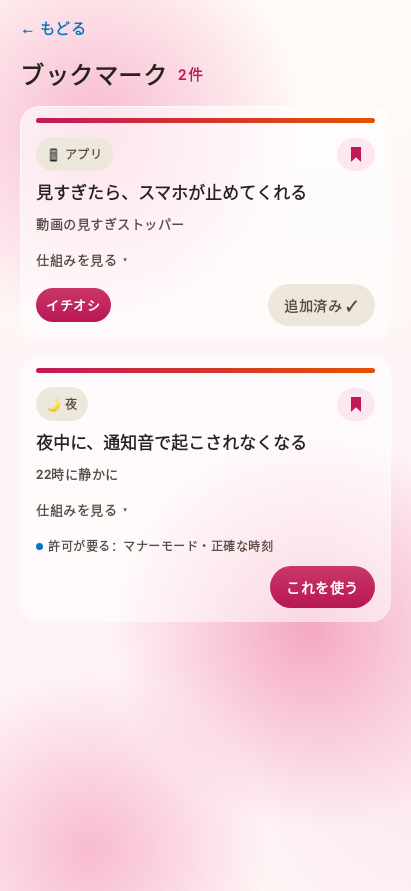 ← もどる
ブックマーク 2件
アプリ
見すぎたら、スマホが止めてくれる
動画の見すぎストッパー
仕組みを見る ▾
イチオシ
追加済み ✓
夜
夜中に、通知音で起こされなくなる
22時に静かに
仕組みを見る ▾
許可が要る：マナーモード・正確な時刻
これを使う